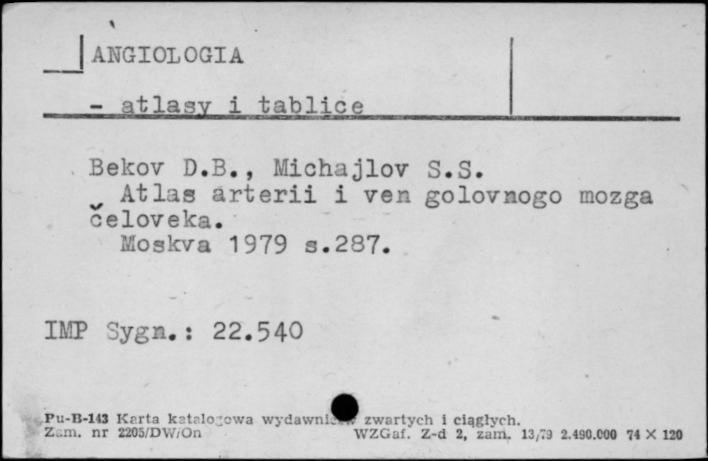 ANGIOLOGIA
- atlasy i tablice
Bekov D.B., Michajlov S.S.
Atlas arterii i ven golovnogo mozga
čeloveka.
Moskva 1979 s.287.
IMP Sygn.: 22.540
Pu-B-143 Karta katalogowa wydawnictw zwartych i ciągłych.
Zam. nr 2205/DW/On WZGaf. Z-d 2, zam. 13/79 2.490.000 74 X 120